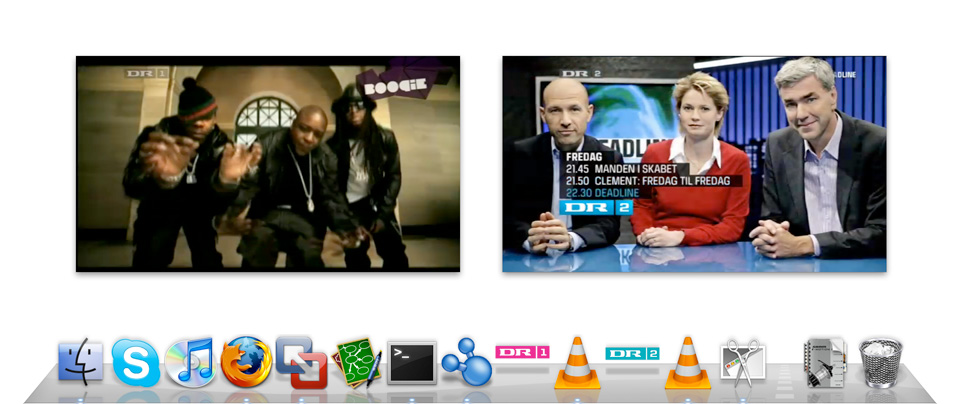 DR 1
BOOGIE
DR 2
DEADLINE
DEADLINE
FREDAG
21.45 MANDEN I SKABET
21.50 CLEMENT: FREDAG TIL FREDAG
22.30 DEADLINE
DR 2
S
>_
DR 1
DR 2